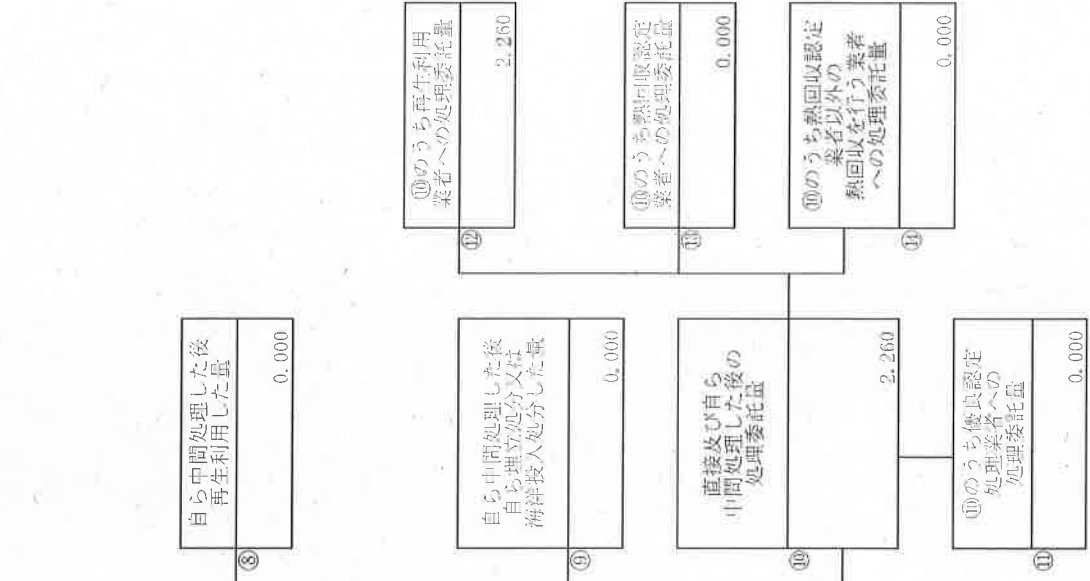 ⑧
自ら中間処理した後
再生利用した量
0.000
⑨
自ら中間処理した後
自ら埋立処分又は
海洋投入処分した量
0.000
⑩
直接及び自ら
中間処理した後の
処理委託量
2.260
⑪
⑩のうち優良認定
処理業者への
処理委託量
0.000
⑫
⑩のうち再生利用
業者への処理委託量
2.260
⑬
⑩のうち熱回収認定
業者への処理委託量
0.000
⑭
⑩のうち熱回収認定
業者以外の
熱回収を行う業者
への処理委託量
0.000